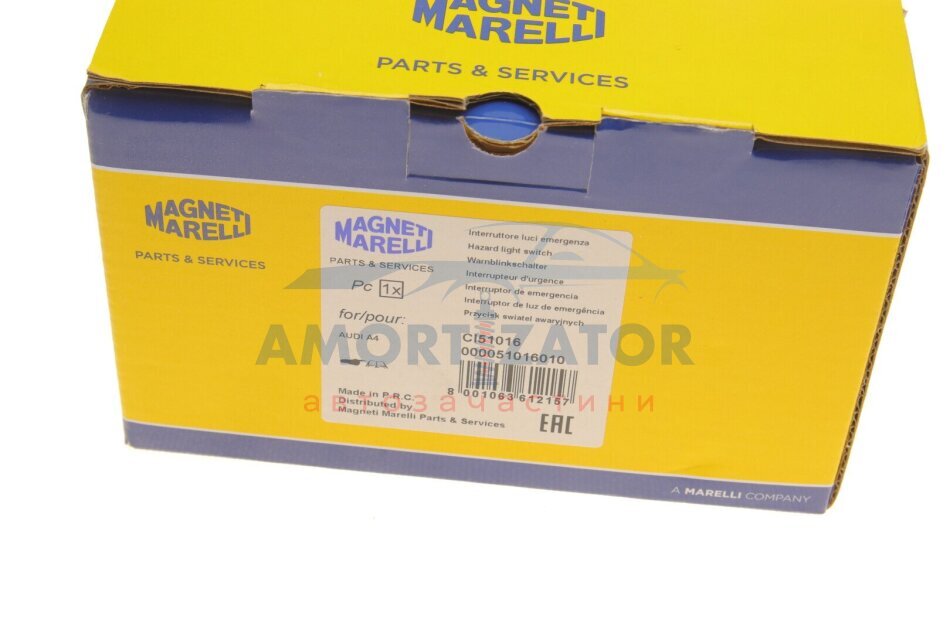 MAGNETI
MARELLI
PARTS & SERVICES
MAGNETI
MARELLI
PARTS & SERVICES
MAGNETI
MARELLI
PARTS & SERVICES
Pc 1x
for/pour:
AUDI A4
Made in P.R.C.
Distributed by
Magneti Marelli Parts & Services
Interruttore luci emergenza
Hazard light switch
Warnblinkschalter
Interrupteur d'urgence
Interruptor de emergencia
Interruptor de luz de emergência
Przycisk swiateł awaryjnych
CI51016
000051016010
8 001063 612157
EAC
AMORTIZATOR
автозачастини
A MARELLI COMPANY